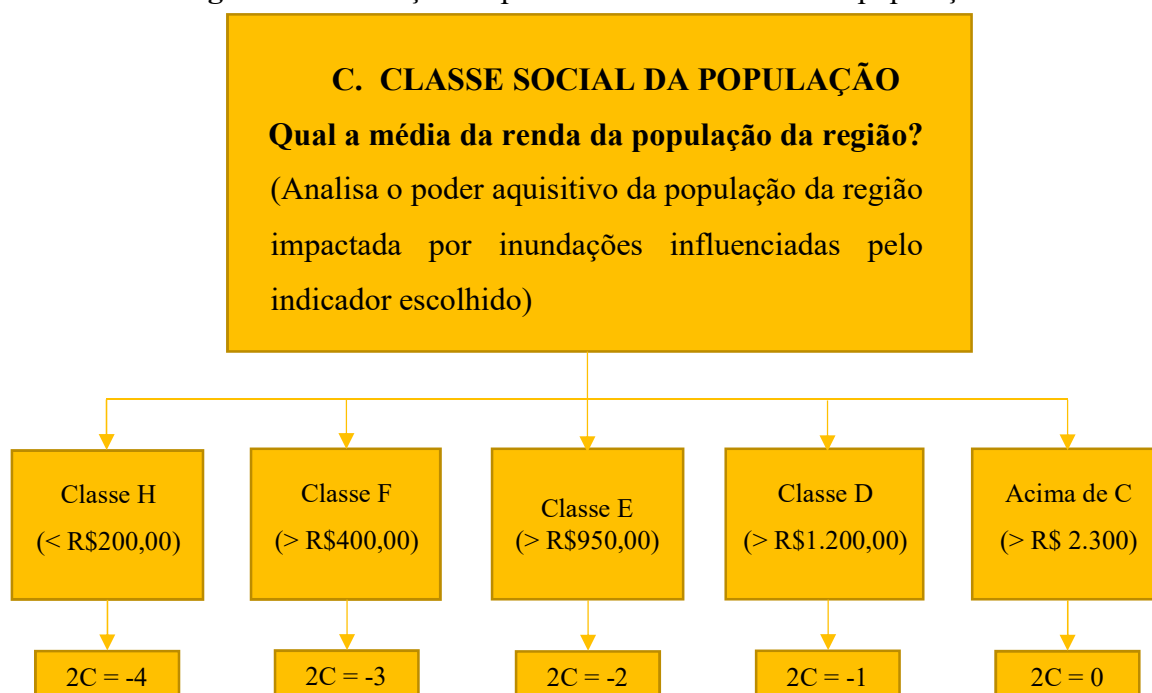 C. CLASSE SOCIAL DA POPULAÇÃO
Qual a média da renda da população da região?
(Analisa o poder aquisitivo da população da região
impactada por inundações influenciadas pelo
indicador escolhido)
Classe H
(< R$200,00)
Classe F
(> R$400,00)
Classe E
(> R$950,00)
Classe D
(> R$1.200,00)
Acima de C
(> R$ 2.300)
2C = -4
2C = -3
2C = -2
2C = -1
2C = 0